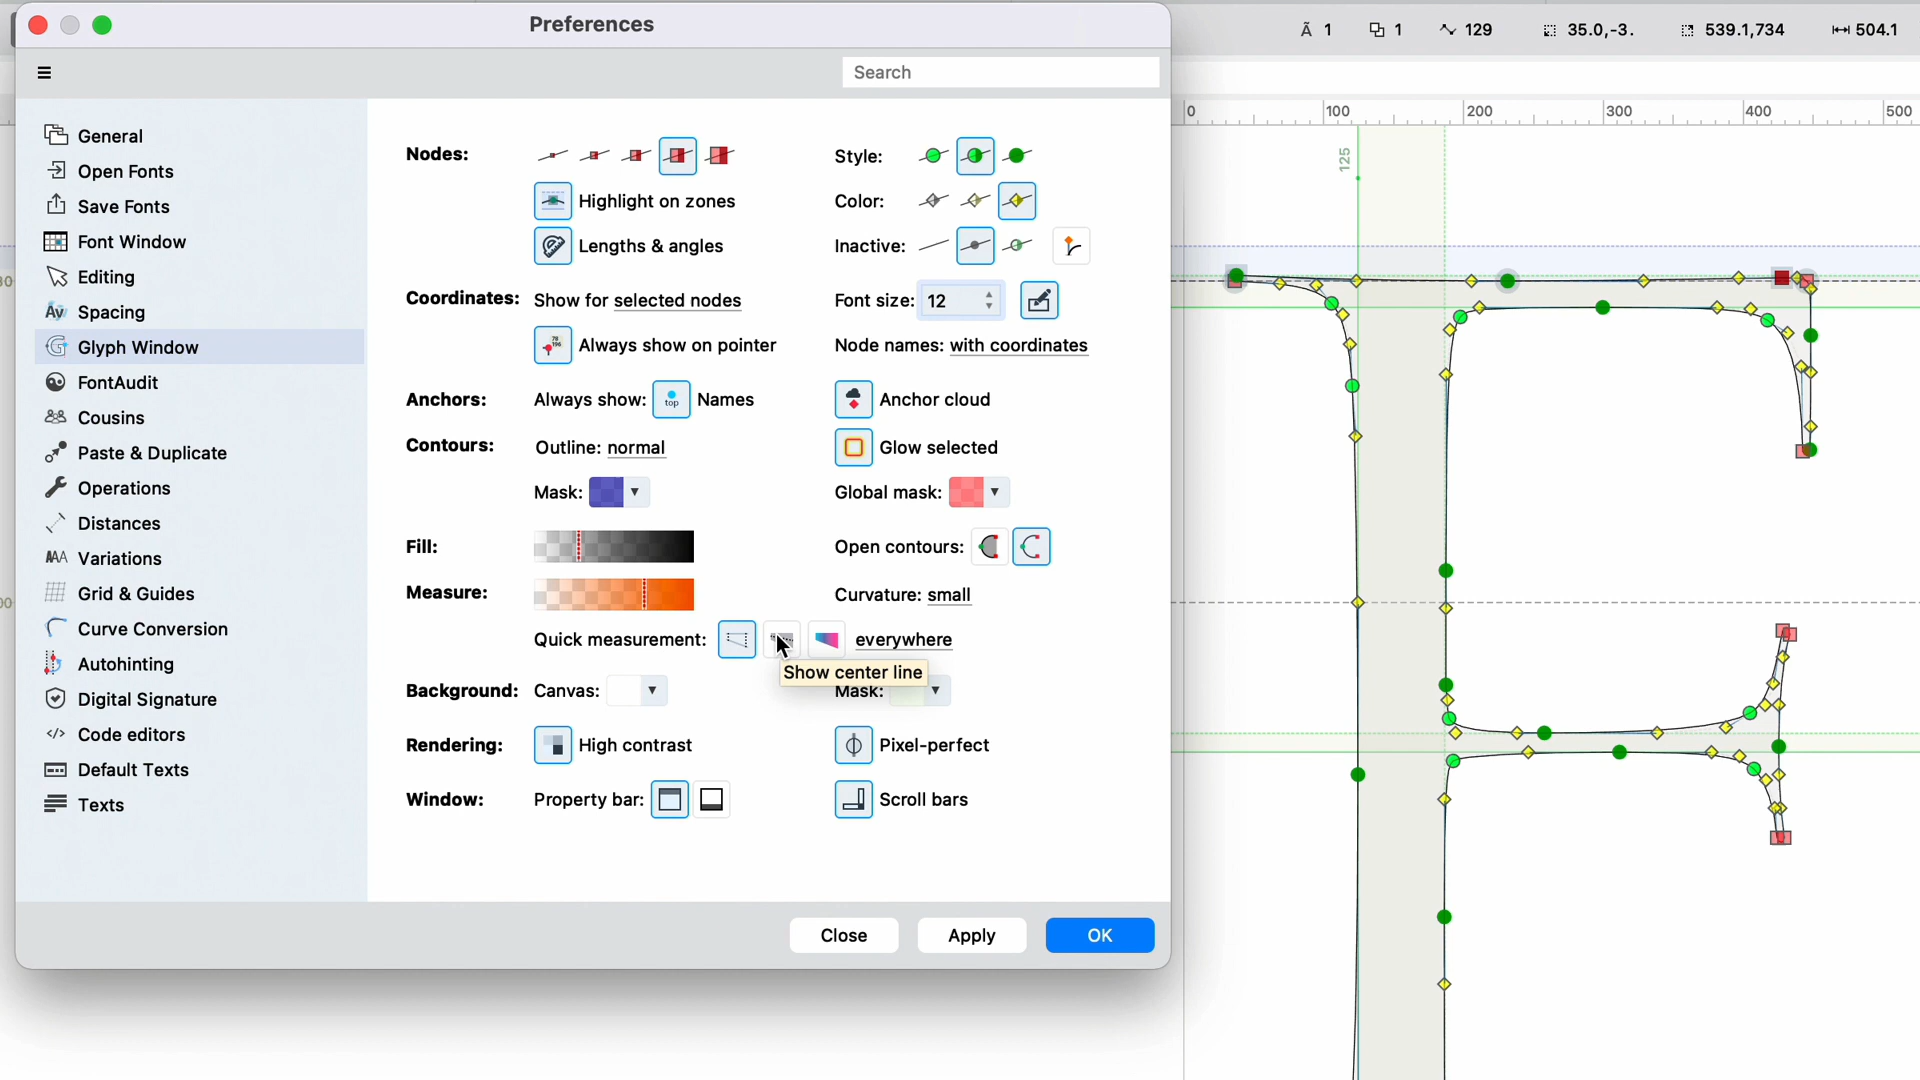 Preferences
1
1
129
35.0,-3.
539.1,734
504.1
Search
General
Open Fonts
Save Fonts
Font Window
Editing
Spacing
Glyph Window
FontAudit
Cousins
Paste & Duplicate
Operations
Distances
Variations
Grid & Guides
Curve Conversion
Autohinting
Digital Signature
Code editors
Default Texts
Texts
Nodes:
Style:
Highlight on zones
Color:
Lengths & angles
Inactive:
Coordinates: Show for selected nodes
Font size: 12
Always show on pointer
Node names: with coordinates
Anchors: Always show: top Names
Anchor cloud
Contours: Outline: normal
Glow selected
Mask:
Global mask:
Fill:
Open contours:
Measure:
Curvature: small
Quick measurement: everywhere
Show center line
Background: Canvas:
Mask:
Rendering: High contrast
Pixel-perfect
Window: Property bar:
Scroll bars
Close
Apply
OK
0 100 200 300 400 500
125